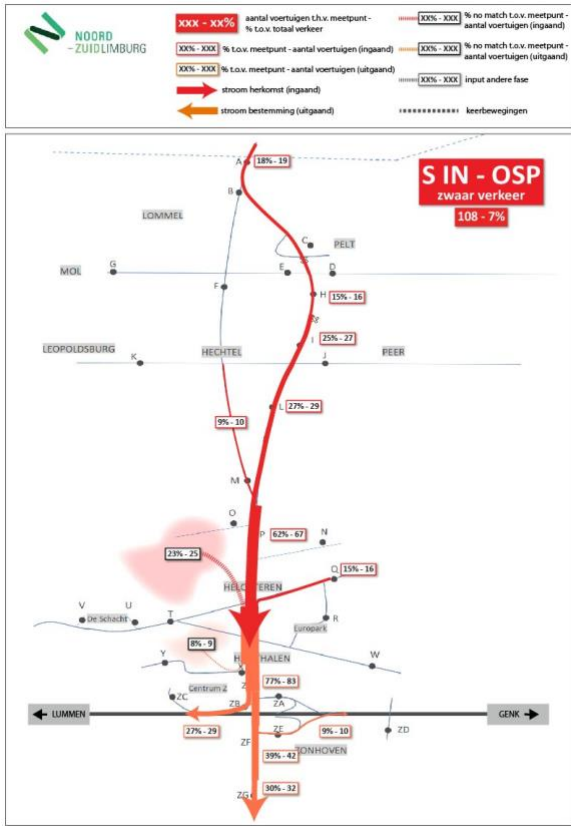 NOORD
-ZUIDLIMBURG
xxx - xx%
aantal voertuigen t.h.v. meetpunt -
% t.o.v. totaal verkeer
XX% - XXX
% t.o.v. meetpunt - aantal voertuigen (ingaand)
XX% - XXX
% t.o.v. meetpunt - aantal voertuigen (uitgaand)
stroom herkomst (ingaand)
stroom bestemming (uitgaand)
XX% - XXX
% no match t.o.v. meetpunt -
aantal voertuigen (ingaand)
XX% - XXX
% no match t.o.v. meetpunt -
aantal voertuigen (uitgaand)
XX% - XXX
input andere fase
keerbewegingen
S IN - OSP
zwaar verkeer
108 - 7%
A
18% - 19
B
LOMMEL
C
PELT
MOL
G
E
D
F
H
15% - 16
I
25% - 27
LEOPOLDSBURG
HECHTEL
PEER
K
J
L
27% - 29
9% - 10
M
O
P
62% - 67
N
23% - 25
Q
15% - 16
V
U
De Schacht
T
R
Europark
8% - 9
Y
X
W
Z
77% - 83
Centrum 2
ZC
ZB
ZA
LUMMEN
GENK
27% - 29
ZF
ZE
9% - 10
ZD
ZONHOVEN
39% - 42
30% - 32
ZG